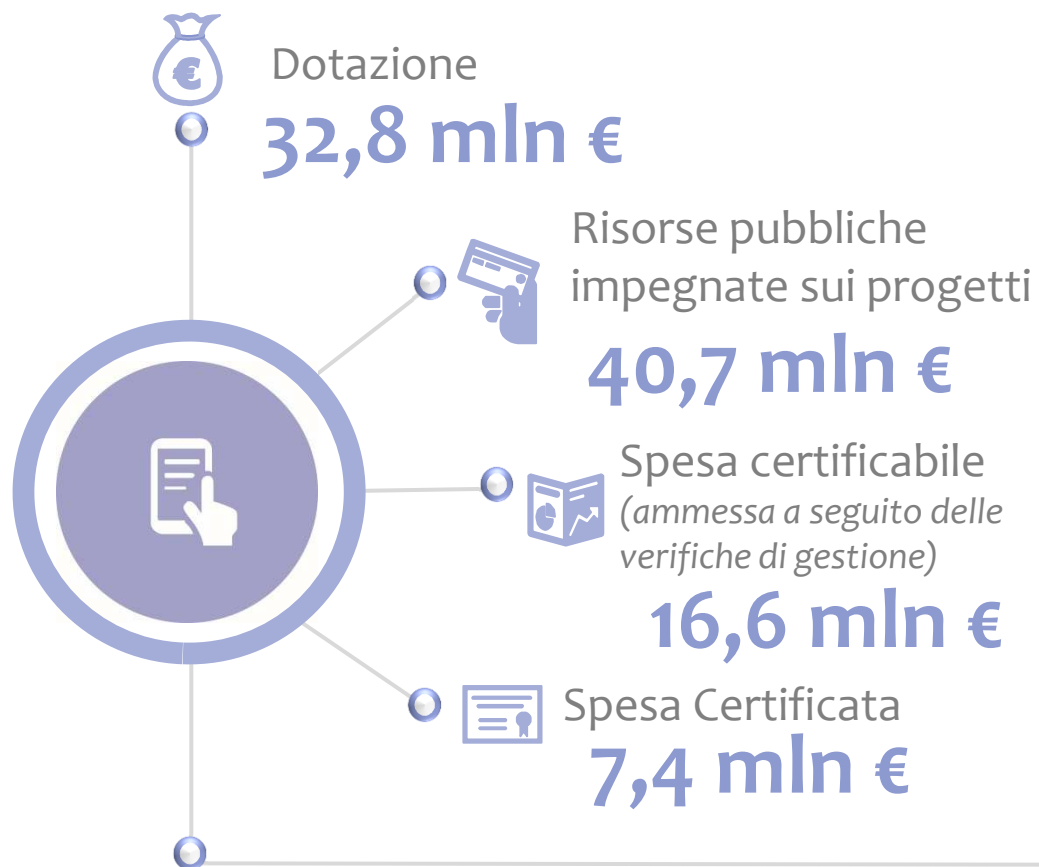 €
Dotazione
32,8 mln €
Risorse pubbliche
impegnate sui progetti
40,7 mln €
Spesa certificabile
(ammessa a seguito delle
verifiche di gestione)
16,6 mln €
Spesa Certificata
7,4 mln €